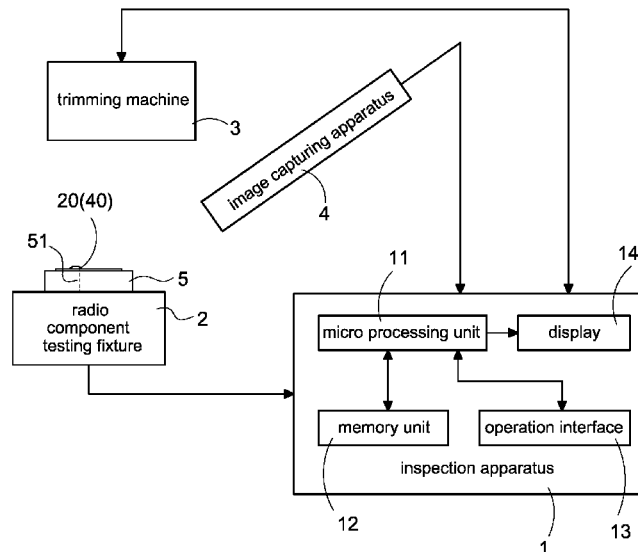 trimming machine
3
image capturing apparatus
4
20(40)
51
5
2
radio
component
testing fixture
11
14
micro processing unit
display
memory unit
operation interface
inspection apparatus
12
1
13